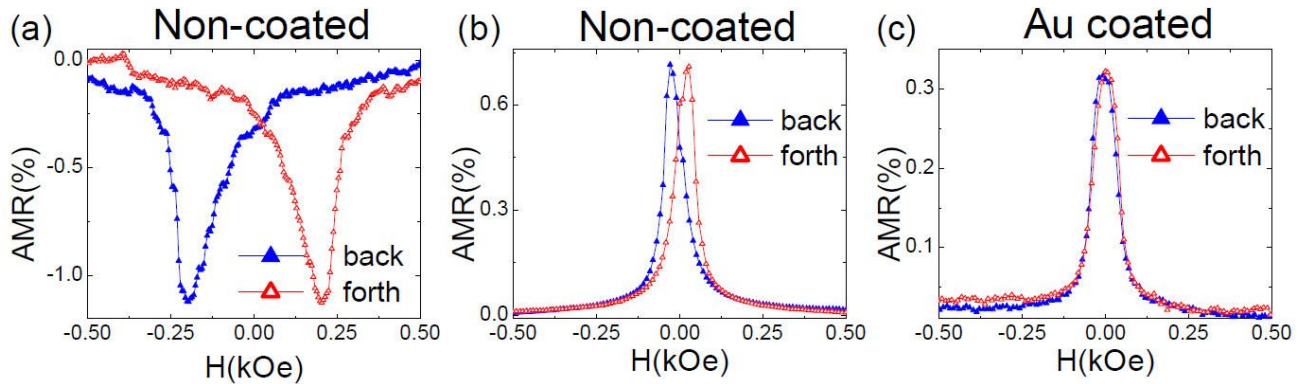 (a) Non-coated
0.0
-0.5
-1.0
AMR(%)
back
forth
-0.50 -0.25 0.00 0.25 0.50
H(kOe)
(b) Non-coated
0.6
0.3
0.0
AMR(%)
back
forth
-0.50 -0.25 0.00 0.25 0.50
H(kOe)
(c) Au coated
0.3
0.2
0.1
AMR(%)
back
forth
-0.50 -0.25 0.00 0.25 0.50
H(kOe)